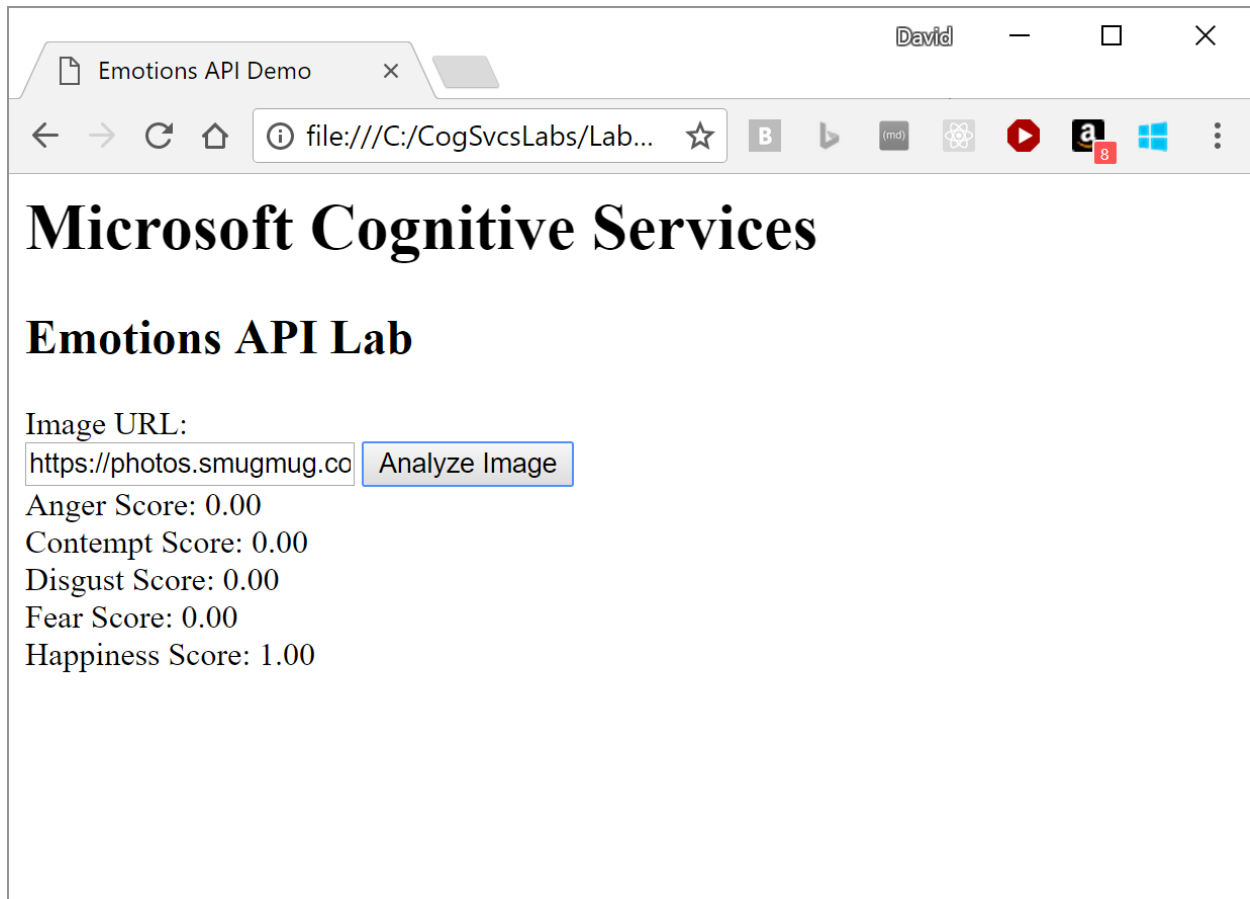 David
Emotions API Demo
file:///C:/CogSvcsLabs/Lab...
B
(md)
a
8
Microsoft Cognitive Services
Emotions API Lab
Image URL:
https://photos.smugmug.co Analyze Image
Anger Score: 0.00
Contempt Score: 0.00
Disgust Score: 0.00
Fear Score: 0.00
Happiness Score: 1.00